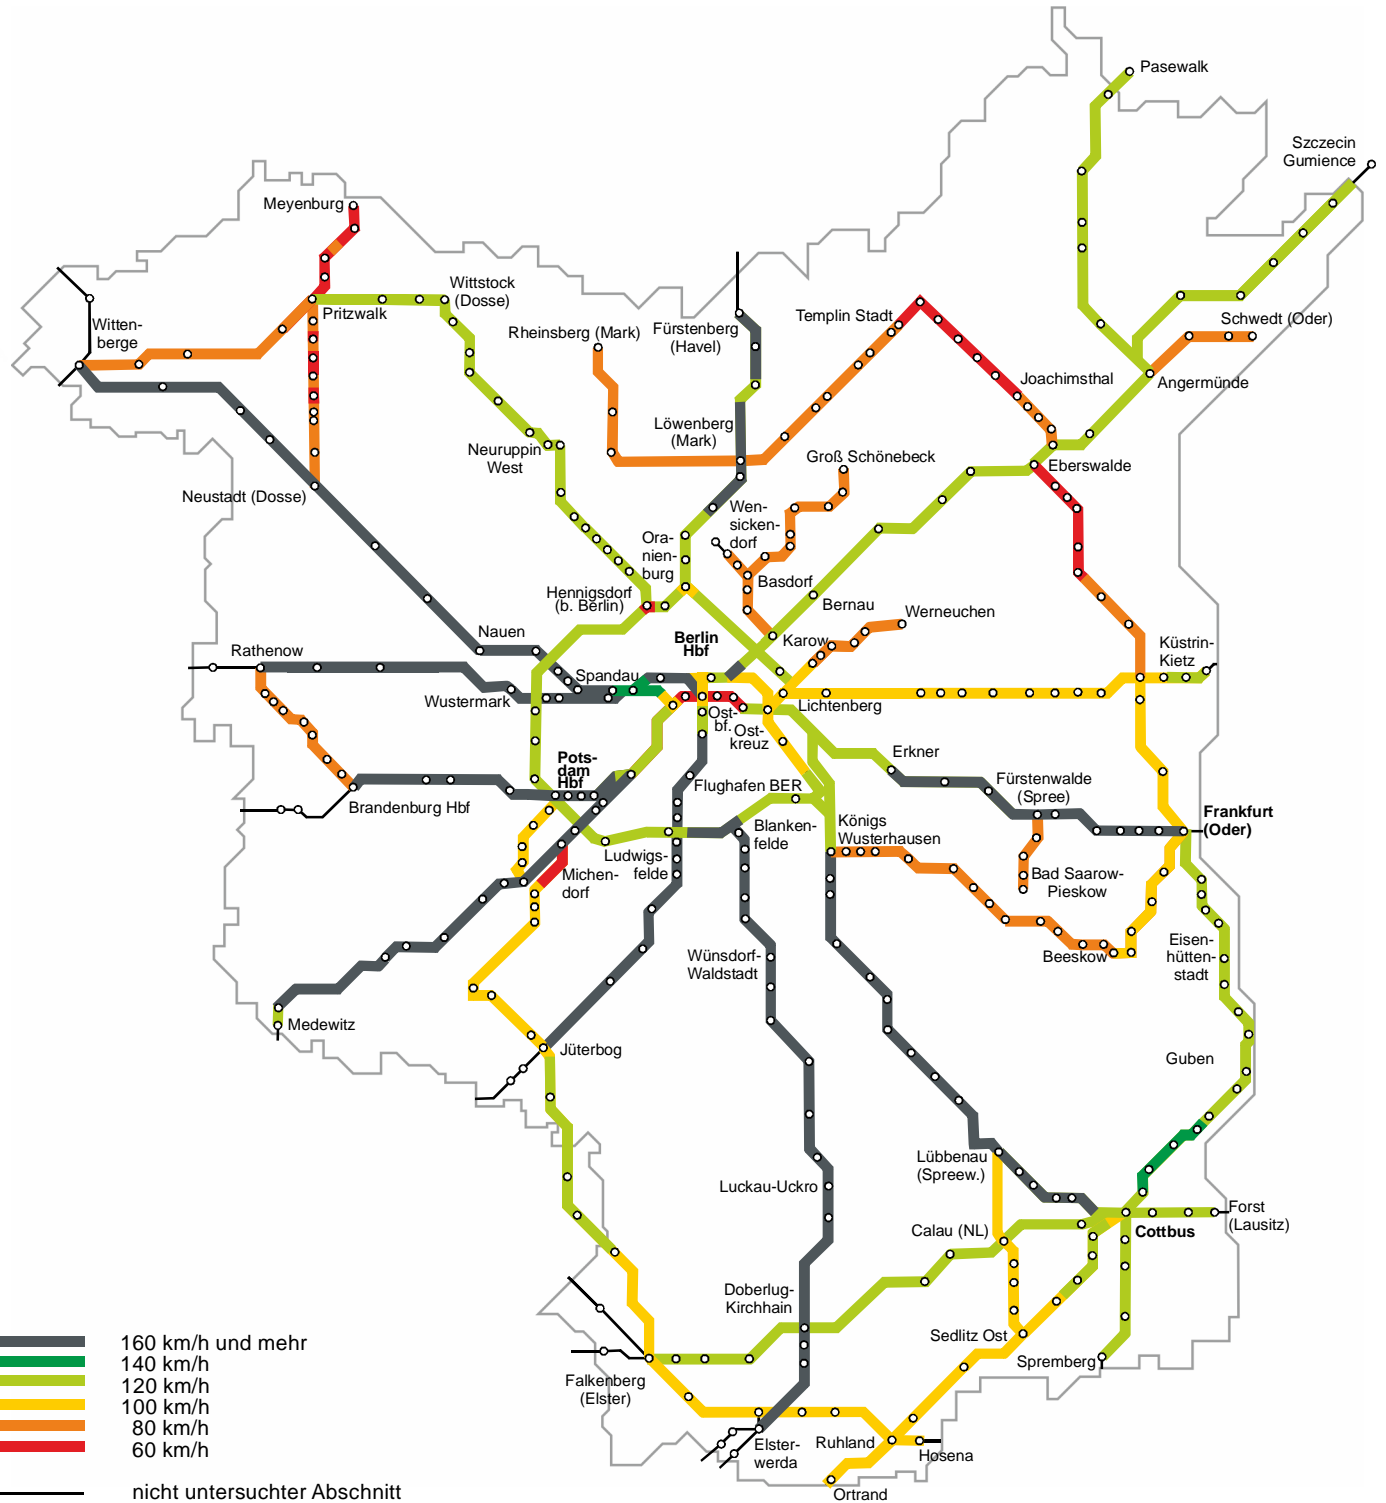 Pasewalk
Szczecin
Gumience
Meyenburg
Wittstock
(Dosse)
Pritzwalk
Witten-
berge
Rheinsberg (Mark)
Fürstenberg
(Havel)
Templin Stadt
Schwedt (Oder)
Joachimsthal
Angermünde
Löwenberg
(Mark)
Neuruppin
West
Groß Schönebeck
Eberswalde
Neustadt (Dosse)
Wen-
sicken-
dorf
Ora-
nien-
burg
Basdorf
Hennigsdorf
(b. Berlin)
Bernau
Werneuchen
Nauen
Berlin
Hbf
Karow
Küstrin-
Kietz
Rathenow
Spandau
Wustermark
Lichtenberg
Ost-
bf.
Ost-
kreuz
Erkner
Pots-
dam
Hbf
Flughafen BER
Fürstenwalde
(Spree)
Brandenburg Hbf
Frankfurt
(Oder)
Blanken-
felde
Königs
Wusterhausen
Ludwigs-
felde
Michen-
dorf
Bad Saarow-
Pieskow
Beeskow
Eisen-
hütten-
stadt
Wünsdorf-
Waldstadt
Medewitz
Jüterbog
Guben
Lübbenau
(Spreew.)
Luckau-Uckro
Forst
(Lausitz)
Calau (NL)
Cottbus
Doberlug-
Kirchhain
Sedlitz Ost
Spremberg
Falkenberg
(Elster)
Elster-
werda
Ruhland
Hosena
Ortrand
160 km/h und mehr
140 km/h
120 km/h
100 km/h
80 km/h
60 km/h
nicht untersuchter Abschnitt